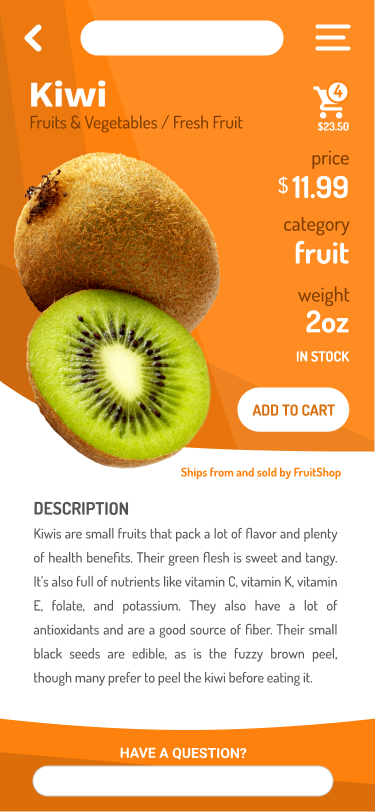 Kiwi
Fruits & Vegetables / Fresh Fruit
4
$23.50
price
$11.99
category
fruit
weight
2oz
IN STOCK
ADD TO CART
Ships from and sold by FruitShop
DESCRIPTION
Kiwis are small fruits that pack a lot of flavor and plenty
of health benefits. Their green flesh is sweet and tangy.
It's also full of nutrients like vitamin C, vitamin K, vitamin
E, folate, and potassium. They also have a lot of
antioxidants and are a good source of fiber. Their small
black seeds are edible, as is the fuzzy brown peel,
though many prefer to peel the kiwi before eating it.
HAVE A QUESTION?